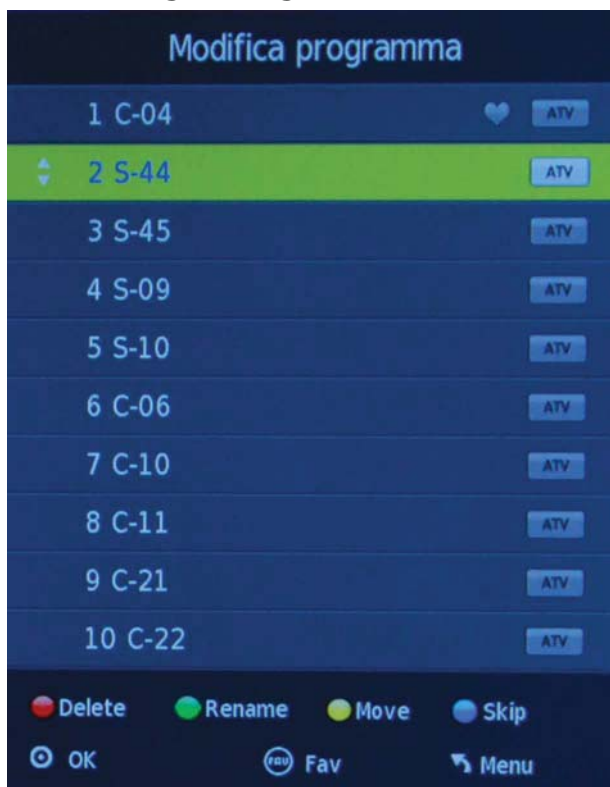 Modifica programma
1 C-04 ATV
2 S-44 ATV
3 S-45 ATV
4 S-09 ATV
5 S-10 ATV
6 C-06 ATV
7 C-10 ATV
8 C-11 ATV
9 C-21 ATV
10 C-22 ATV
Delete Rename Move Skip
OK FAV Fav Menu